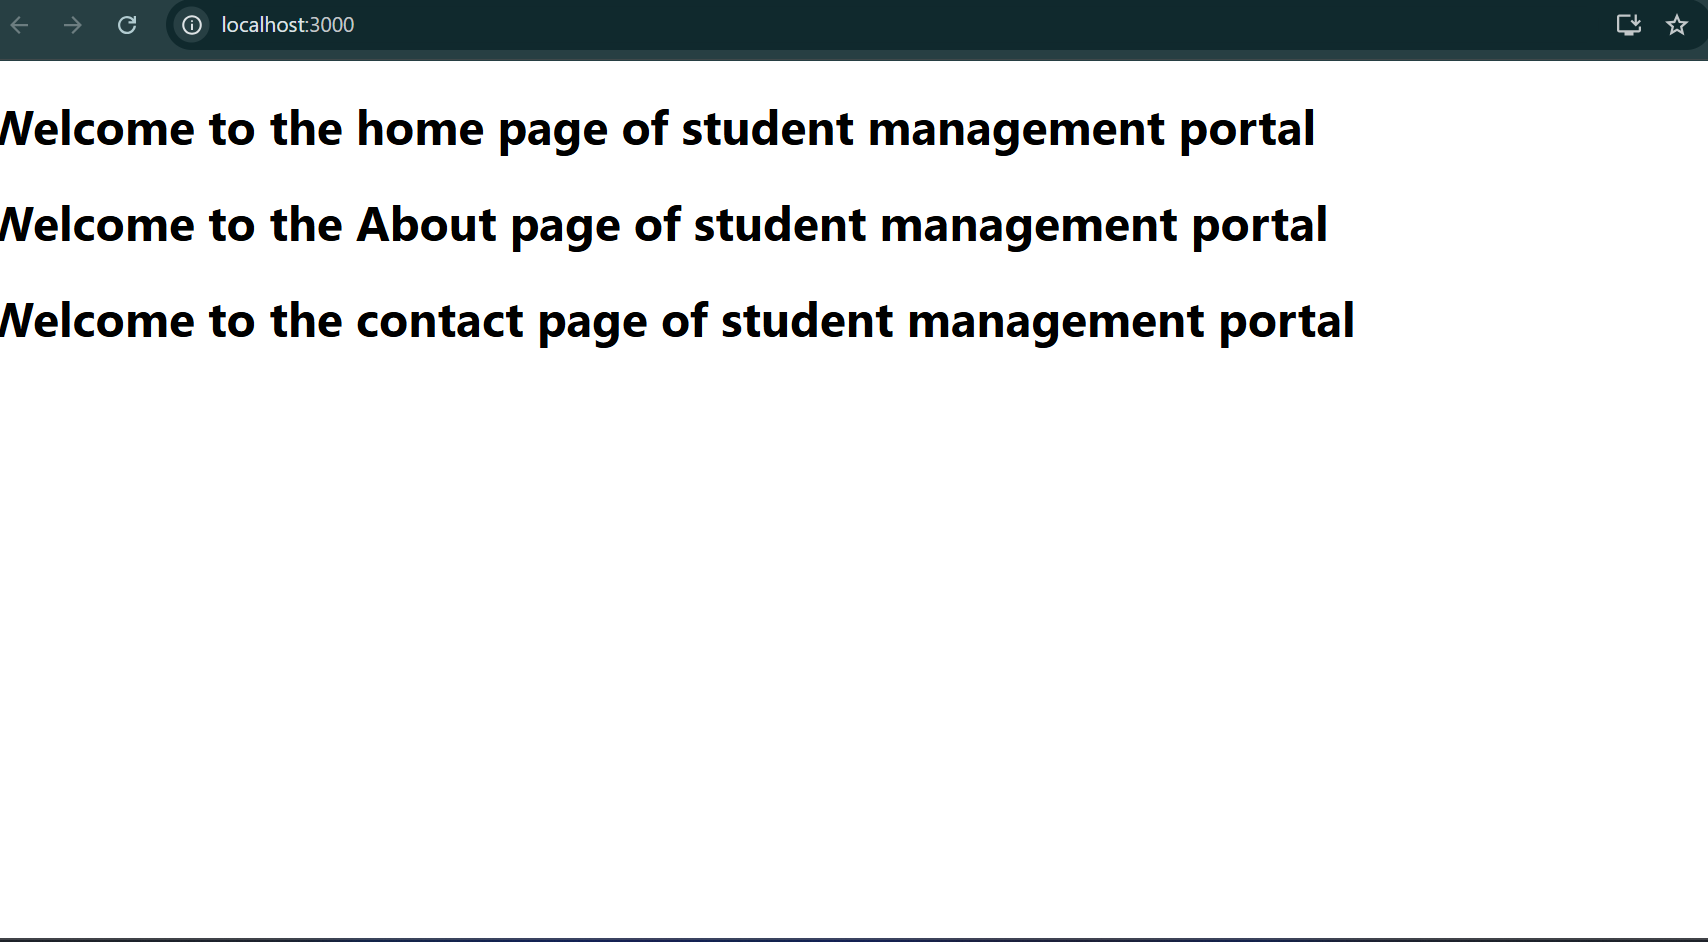 localhost:3000
Welcome to the home page of student management portal
Welcome to the About page of student management portal
Welcome to the contact page of student management portal